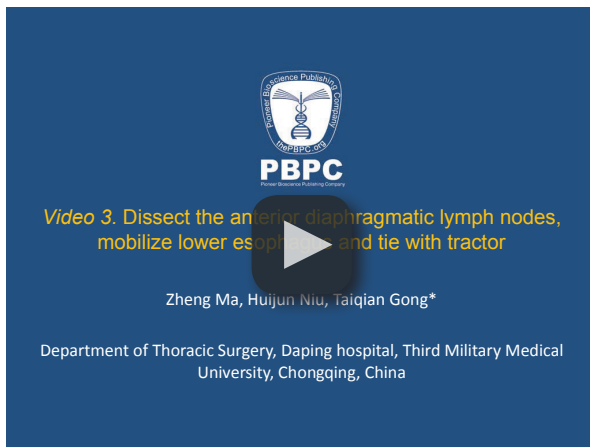 Pioneer Bioscience Publishing Company
thePBPC.org
PBPC
Pioneer Bioscience Publishing Company
Video 3. Dissect the anterior diaphragmatic lymph nodes,
mobilize lower esophagus and tie with tractor
Zheng Ma, Huijun Niu, Taiqian Gong*
Department of Thoracic Surgery, Daping hospital, Third Military Medical
University, Chongqing, China